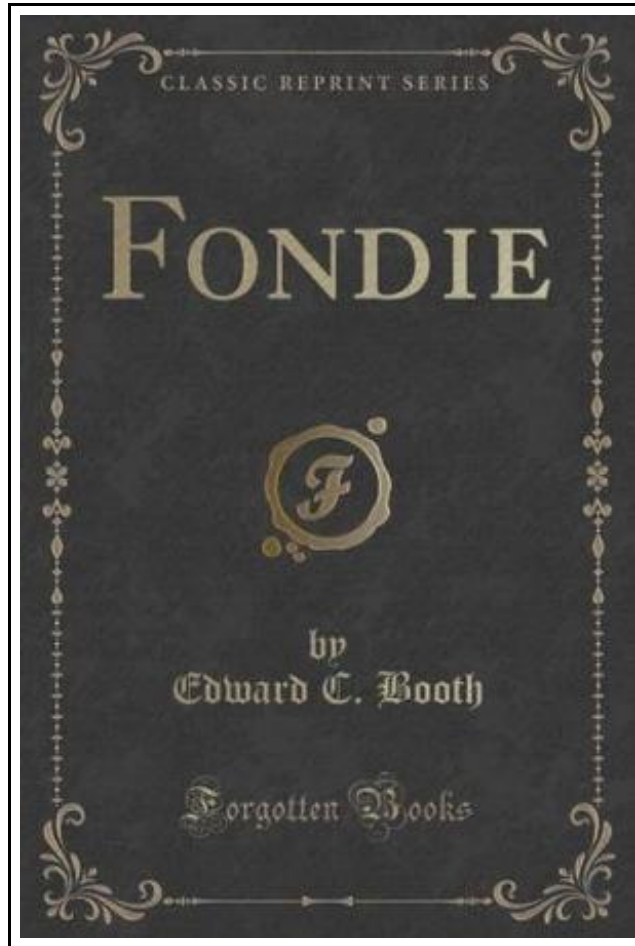 CLASSIC REPRINT SERIES
FONDIE
F
by
Edward C. Booth
Forgotten Books